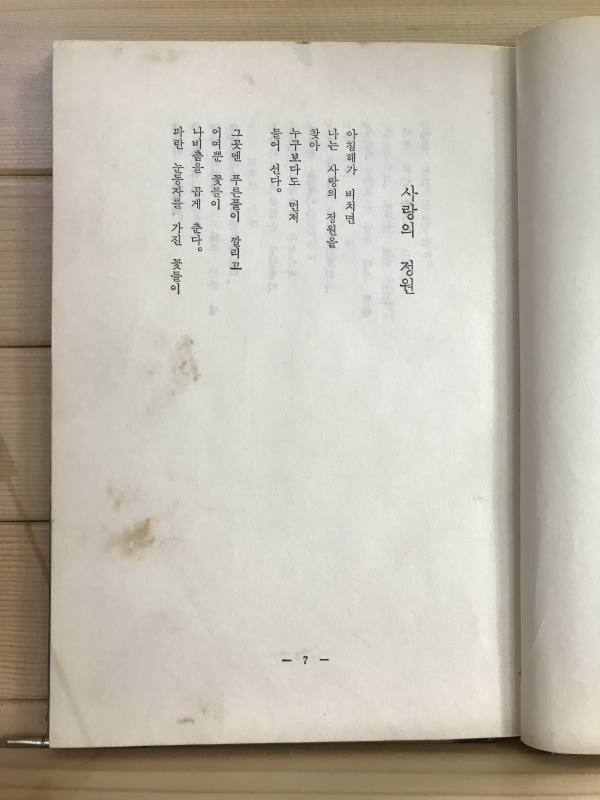 사랑의 정원
아침해가 비치면
나는 사랑의 정원을
찾아
누구보다도 먼저
들어 선다.
그곳엔 푸른풀이 깔리고
어여뿐 꽃들이
나비춤을 곱게 춘다.
파란 눈동자를 가진 꽃들이
— 7 —